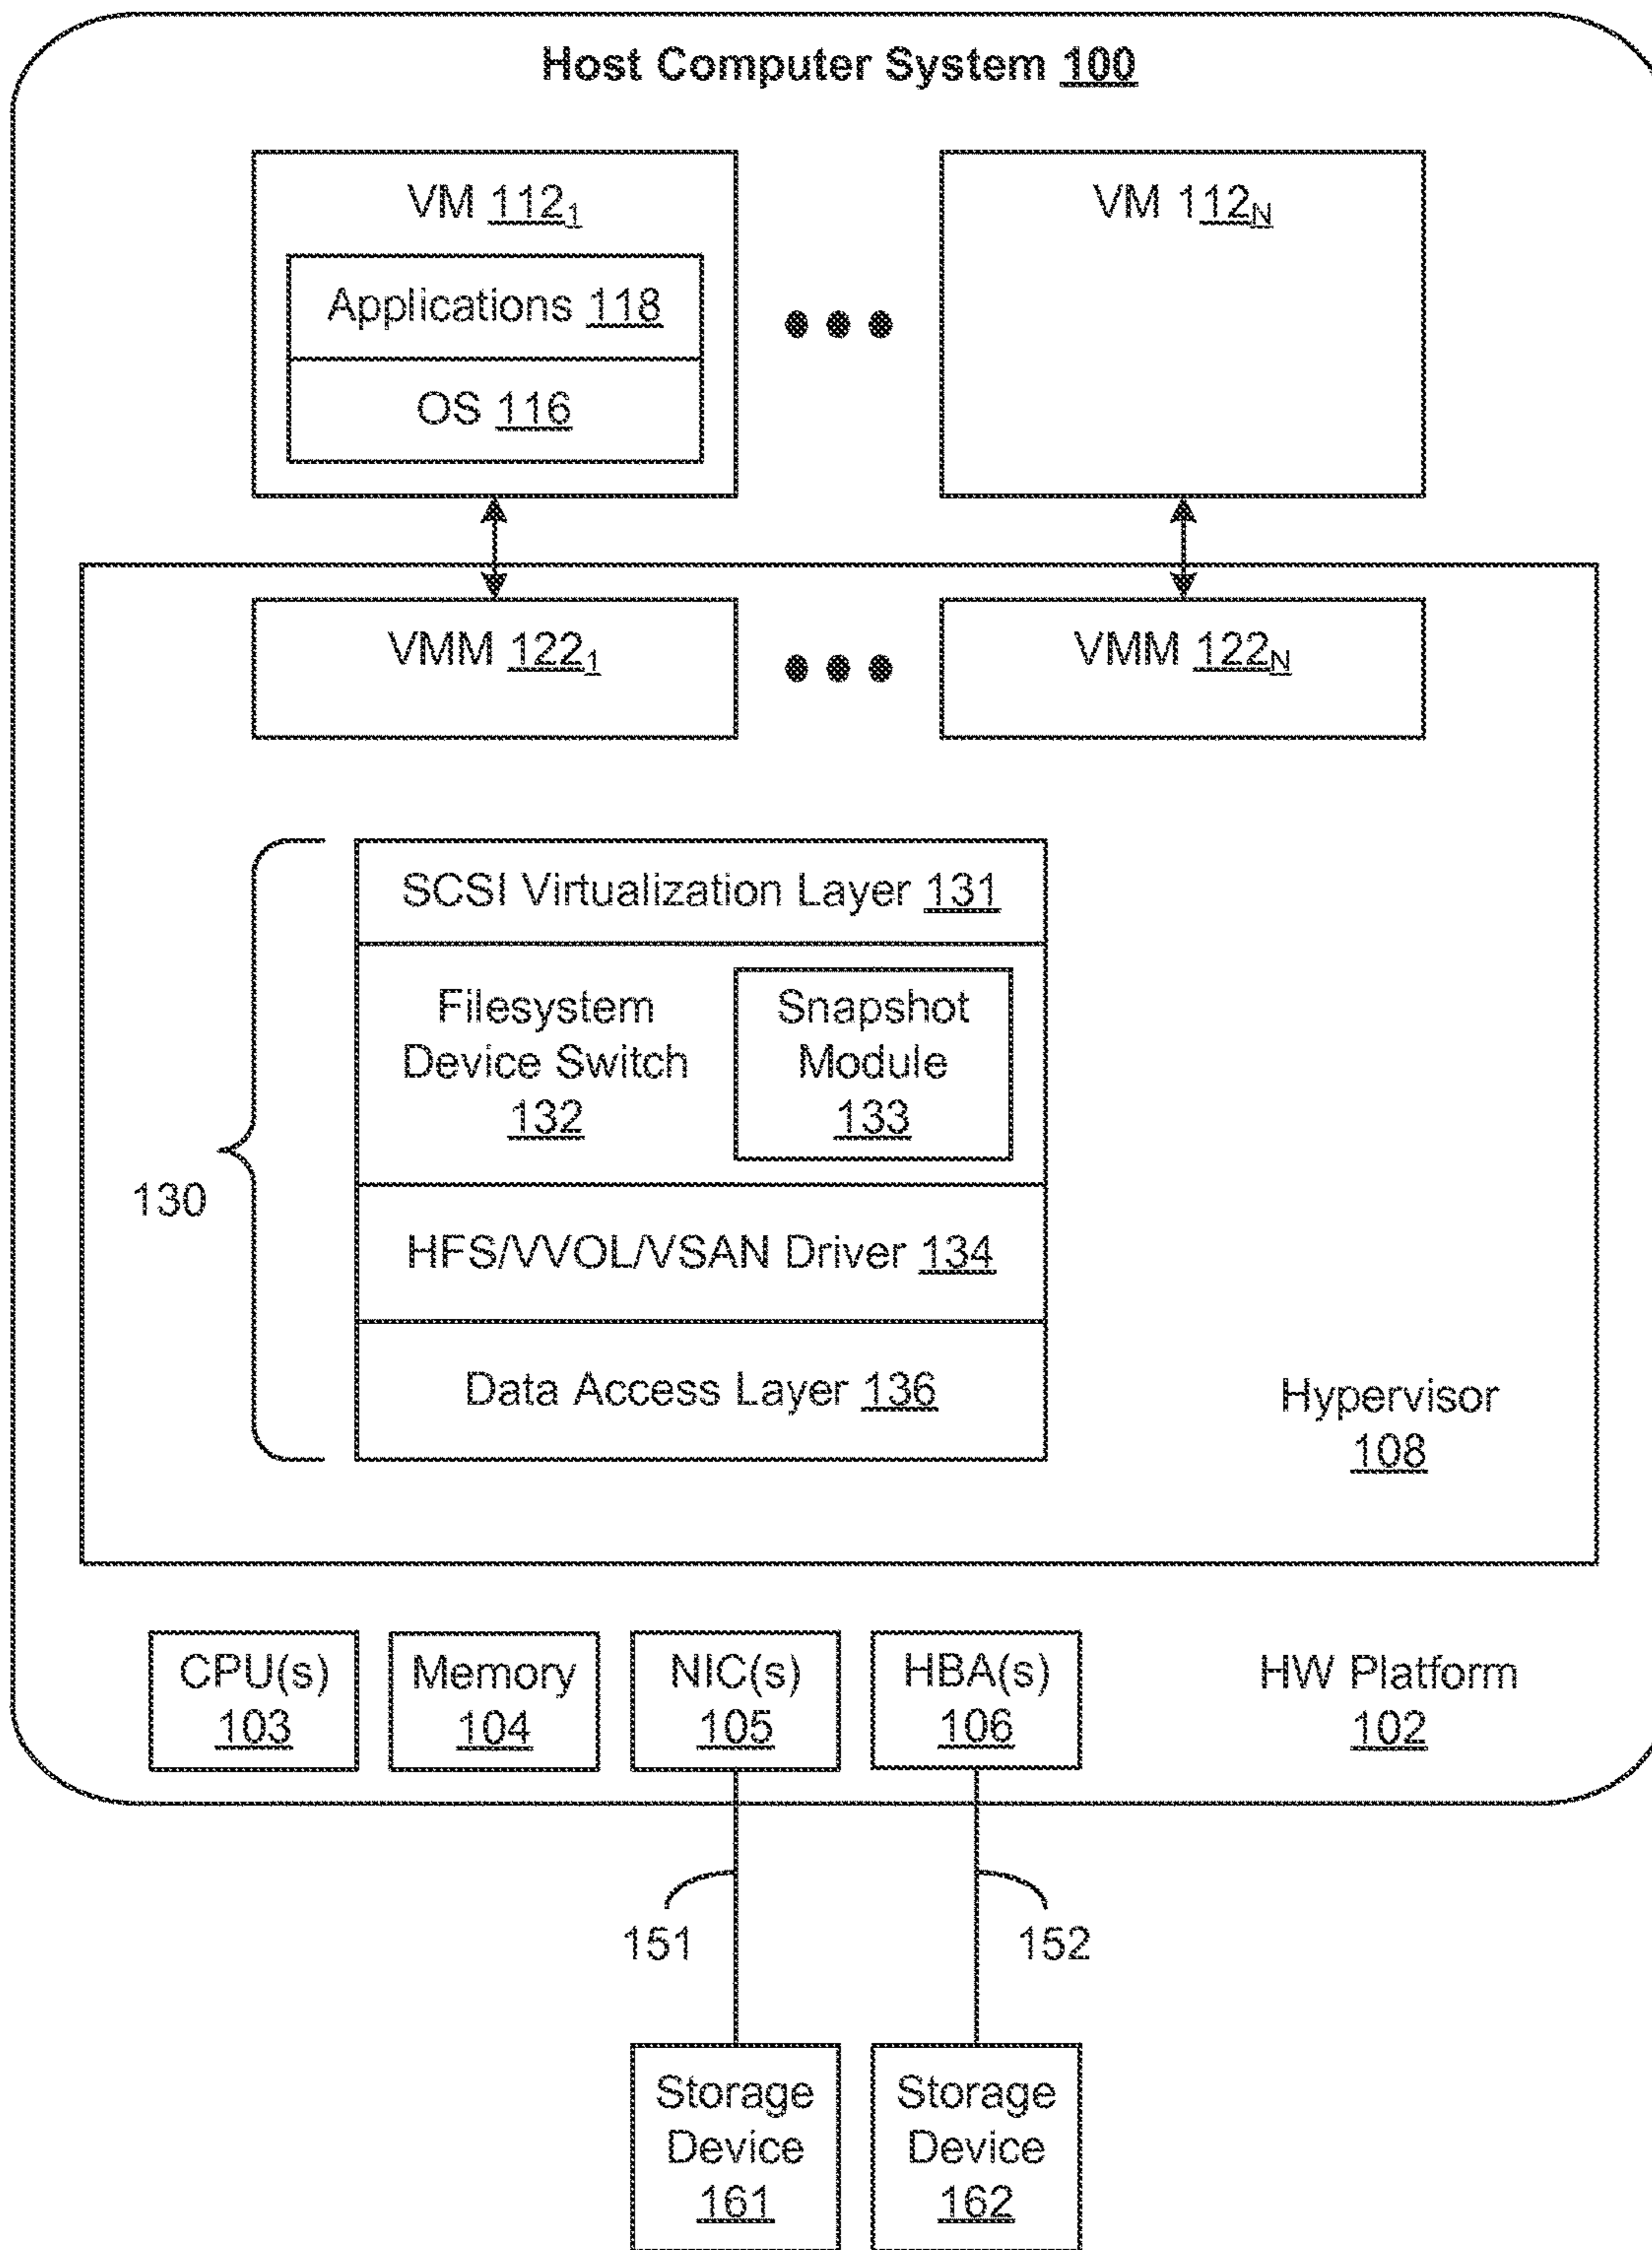 Host Computer System 100
VM 112₁
VM 112N
Applications 118
OS 116
VMM 122₁
VMM 122N
SCSI Virtualization Layer 131
Filesystem
Device Switch
132
Snapshot
Module
133
130
HFS/VVOL/VSAN Driver 134
Data Access Layer 136
Hypervisor
108
CPU(s)
103
Memory
104
NIC(s)
105
HBA(s)
106
HW Platform
102
151
152
Storage
Device
161
Storage
Device
162